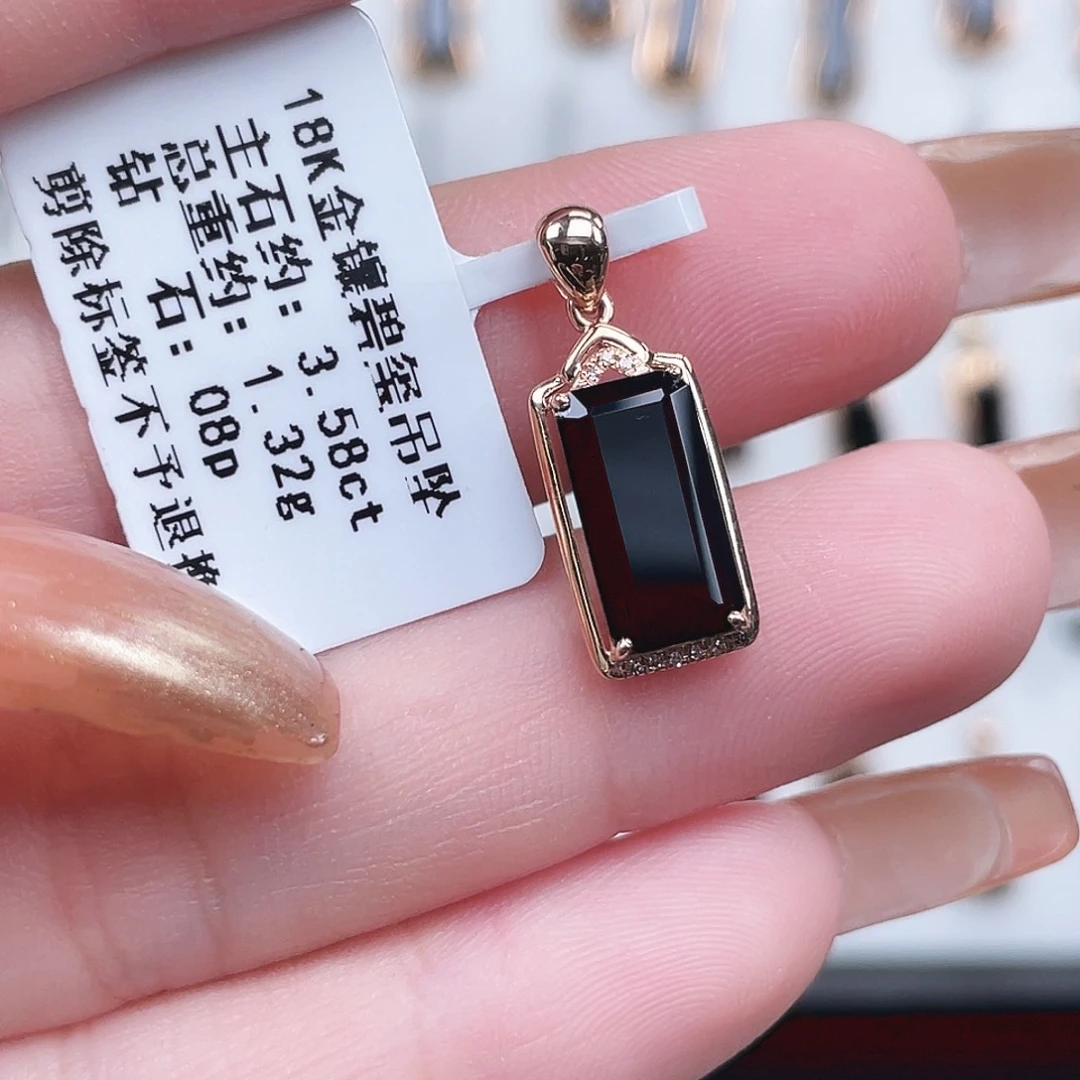 18K金镶碧玺吊坠
主石约: 3.58ct
总重约: 1.32g
钻 石: 08p
剪除标签不予退换